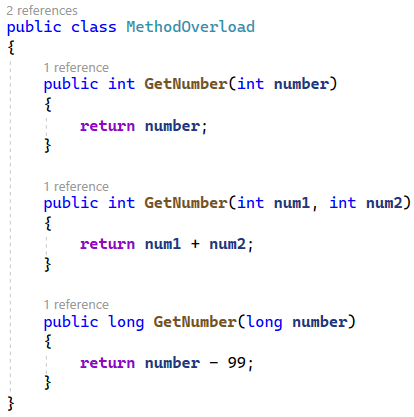 2 references
public class MethodOverload
{
1 reference
public int GetNumber(int number)
{
return number;
}
1 reference
public int GetNumber(int num1, int num2)
{
return num1 + num2;
}
1 reference
public long GetNumber(long number)
{
return number - 99;
}
}